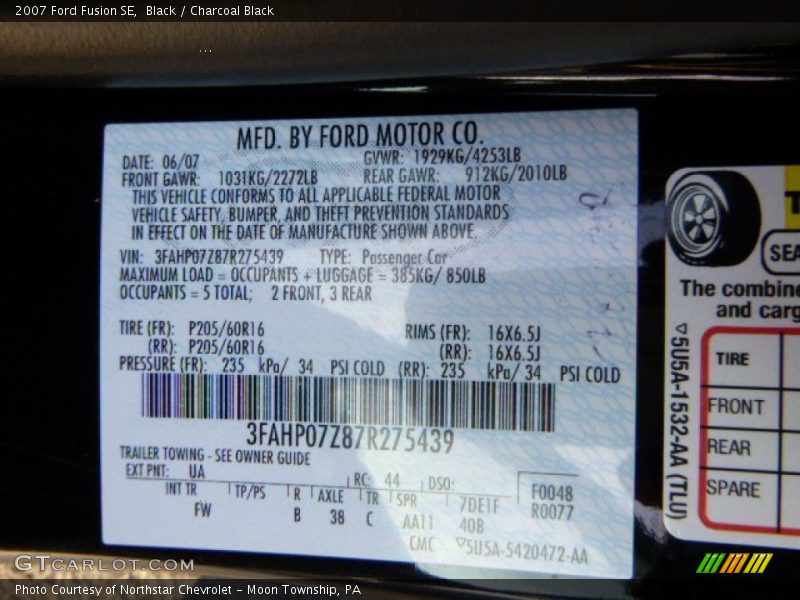 2007 Ford Fusion SE, Black / Charcoal Black
MFD. BY FORD MOTOR CO.
DATE: 06/07 GVWR: 1929KG/4253LB
FRONT GAWR: 1031KG/2272LB REAR GAWR: 912KG/2010LB
THIS VEHICLE CONFORMS TO ALL APPLICABLE FEDERAL MOTOR
VEHICLE SAFETY, BUMPER, AND THEFT PREVENTION STANDARDS
IN EFFECT ON THE DATE OF MANUFACTURE SHOWN ABOVE.
VIN: 3FAHP07Z87R275439 TYPE: Passenger Car
MAXIMUM LOAD = OCCUPANTS + LUGGAGE = 385KG/ 850LB
OCCUPANTS = 5 TOTAL; 2 FRONT, 3 REAR
TIRE (FR): P205/60R16 RIMS (FR): 16X6.5J
(RR): P205/60R16 (RR): 16X6.5J
PRESSURE (FR): 235 kPa/ 34 PSI COLD (RR): 235 kPa/ 34 PSI COLD
3FAHP07Z87R275439
TRAILER TOWING - SEE OWNER GUIDE
EXT PNT: UA RC: 44 DSO: F0048
INT TR TP/PS R AXLE TR SPR 7DE1F R0077
FW B 38 C AA11 40B
CMC ▽5U5A-5420472-AA
SEA
The combine
and carg
▽5U5A-1532-AA (TLU)
TIRE
FRONT
REAR
SPARE
GTCARLOT.COM
Photo Courtesy of Northstar Chevrolet - Moon Township, PA